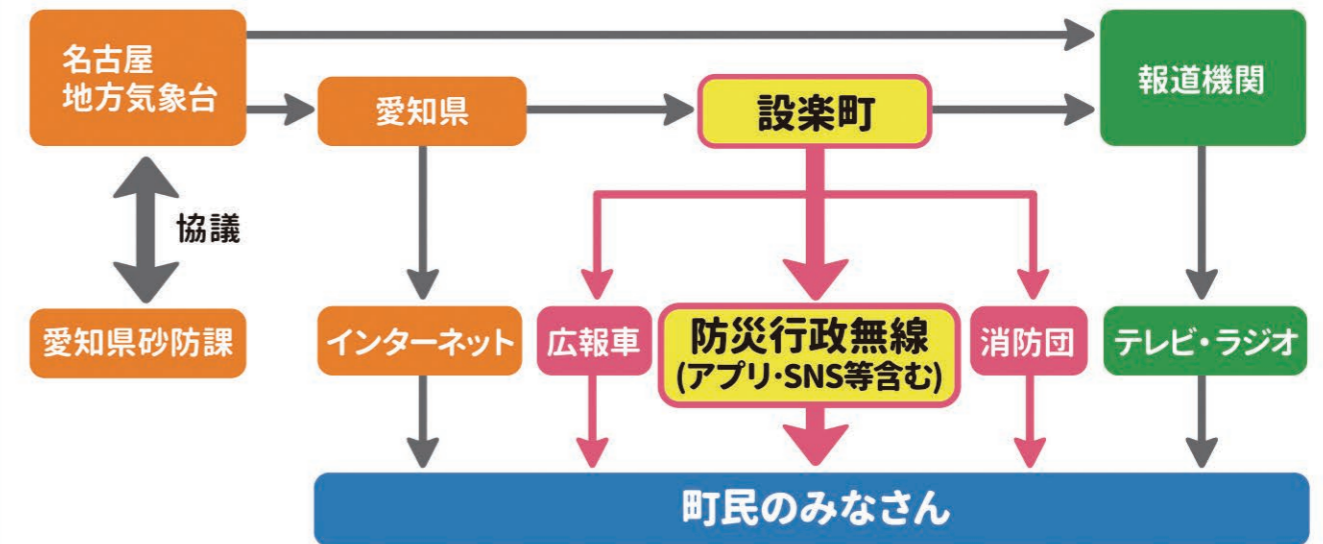 名古屋
地方気象台
愛知県
設楽町
報道機関
協議
愛知県砂防課
インターネット
広報車
防災行政無線
(アプリ・SNS等含む)
消防団
テレビ・ラジオ
町民のみなさん